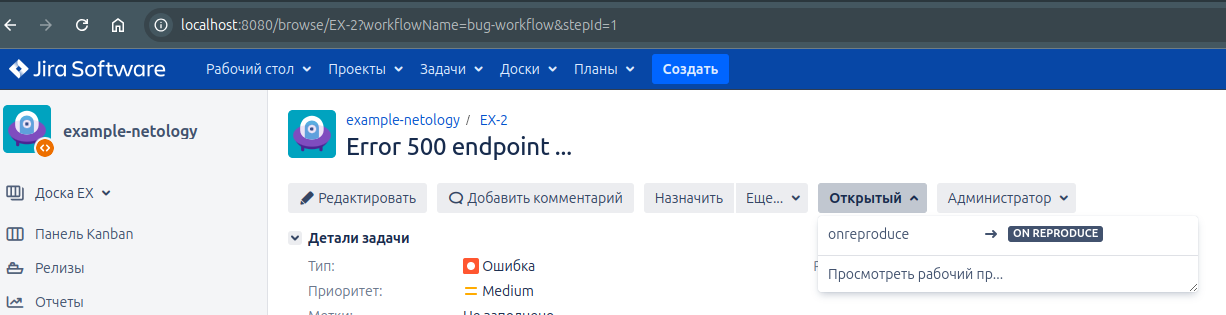 localhost:8080/browse/EX-2?workflowName=bug-workflow&stepId=1
Jira Software Рабочий стол Проекты Задачи Доски Планы Создать
example-netology
Доска EX
Панель Kanban
Релизы
Отчеты
example-netology / EX-2
Error 500 endpoint ...
Редактировать Добавить комментарий Назначить Еще... Открытый Администратор
onreproduce → ON REPRODUCE
Просмотреть рабочий пр...
Детали задачи
Тип: Ошибка
Приоритет: Medium
Метки: Не заполнено